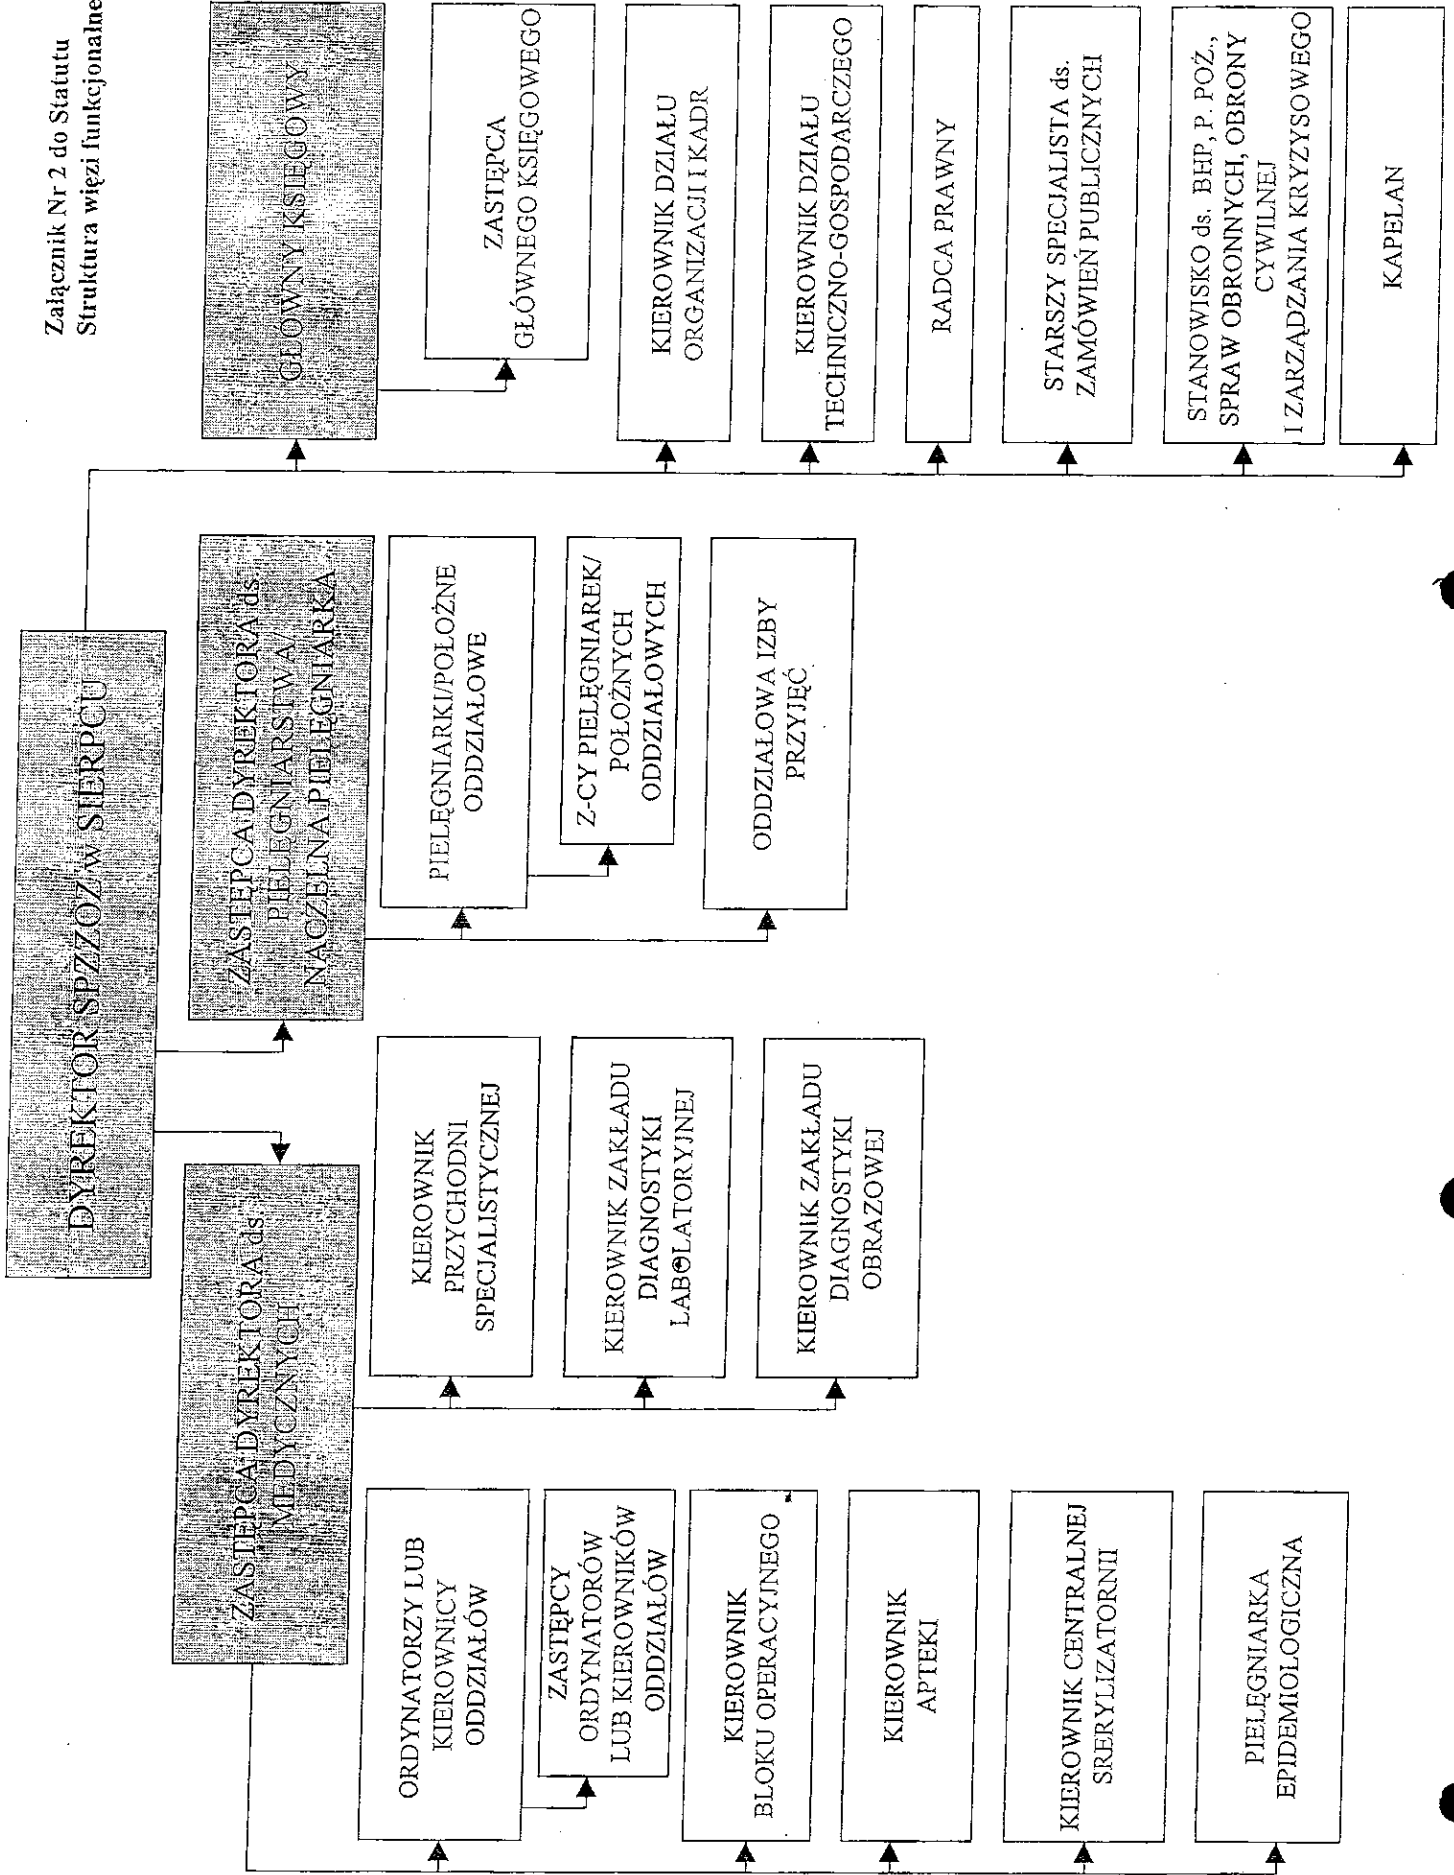 Załącznik Nr 2 do Statutu
Struktura więzi funkcjonalne
DYREKTOR SPZZOZ w SIERPCU
ZASTĘPCA DYREKTORA ds.
MEDYCZNYCH
ORDYNATORZY LUB
KIEROWNICY
ODDZIAŁÓW
ZASTĘPCY
ORDYNATORÓW
LUB KIEROWNIKÓW
ODDZIAŁÓW
KIEROWNIK
BLOKU OPERACYJNEGO
KIEROWNIK
APTEKI
KIEROWNIK CENTRALNEJ
SRERYLIZATORNII
PIELĘGNIARKA
EPIDEMIOLOGICZNA
KIEROWNIK
PRZYCHODNI
SPECJALISTYCZNEJ
KIEROWNIK ZAKŁADU
DIAGNOSTYKI
LABOLATORYJNEJ
KIEROWNIK ZAKŁADU
DIAGNOSTYKI
OBRAZOWEJ
ZASTĘPCA DYREKTORA ds.
PIELĘGNIARSTWA/
NACZELNA PIELĘGNIARKA
PIELĘGNIARKI/POŁOŻNE
ODDZIAŁOWE
Z-CY PIELĘGNIAREK/
POŁOŻNYCH
ODDZIAŁOWYCH
ODDZIAŁOWA IZBY
PRZYJĘĆ
GŁÓWNY KSIĘGOWY
ZASTĘPCA
GŁÓWNEGO KSIĘGOWEGO
KIEROWNIK DZIAŁU
ORGANIZACJI I KADR
KIEROWNIK DZIAŁU
TECHNICZNO-GOSPODARCZEGO
RADCA PRAWNY
STARSZY SPECJALISTA ds.
ZAMÓWIEŃ PUBLICZNYCH
STANOWISKO ds. BHP, P. POŻ.,
SPRAW OBRONNYCH, OBRONY
CYWILNEJ
I ZARZĄDZANIA KRYZYSOWEGO
KAPELAN